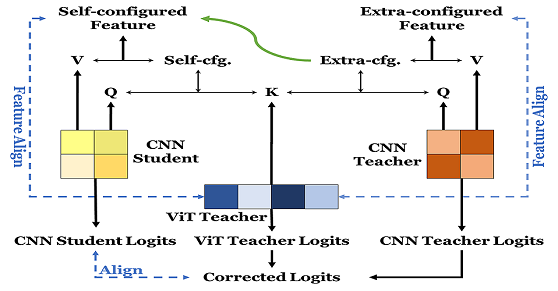 Self-configured
Feature
Extra-configured
Feature
V
Self-cfg.
Extra-cfg.
V
Q
K
Q
Feature Align
Feature Align
CNN
Student
CNN
Teacher
ViT Teacher
CNN Student Logits
ViT Teacher Logits
CNN Teacher Logits
Align
Corrected Logits